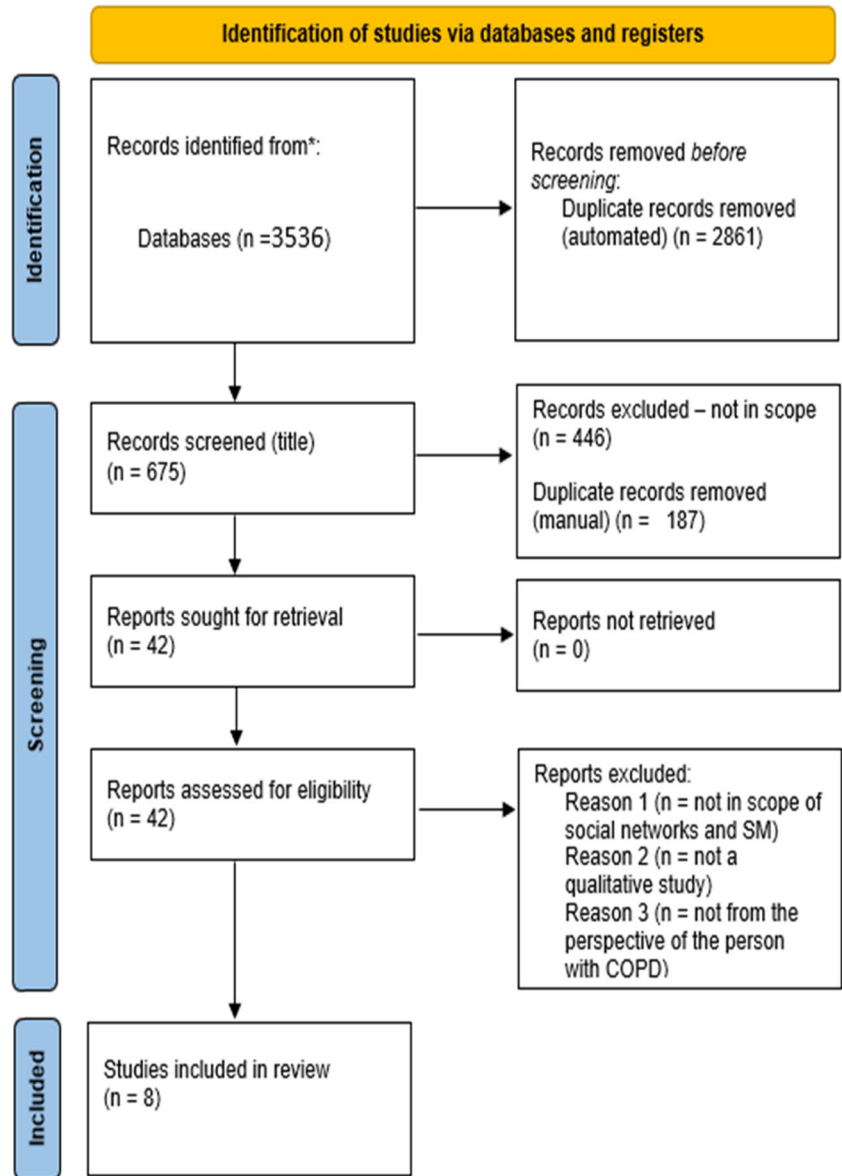 Identification of studies via databases and registers
Identification
Records identified from*:
Databases (n =3536)
Records removed before
screening:
Duplicate records removed
(automated) (n = 2861)
Screening
Records screened (title)
(n = 675)
Records excluded – not in scope
(n = 446)
Duplicate records removed
(manual) (n =   187)
Reports sought for retrieval
(n = 42)
Reports not retrieved
(n = 0)
Reports assessed for eligibility
(n = 42)
Reports excluded:
Reason 1 (n = not in scope of
social networks and SM)
Reason 2 (n = not a
qualitative study)
Reason 3 (n = not from the
perspective of the person
with COPD)
Included
Studies included in review
(n = 8)